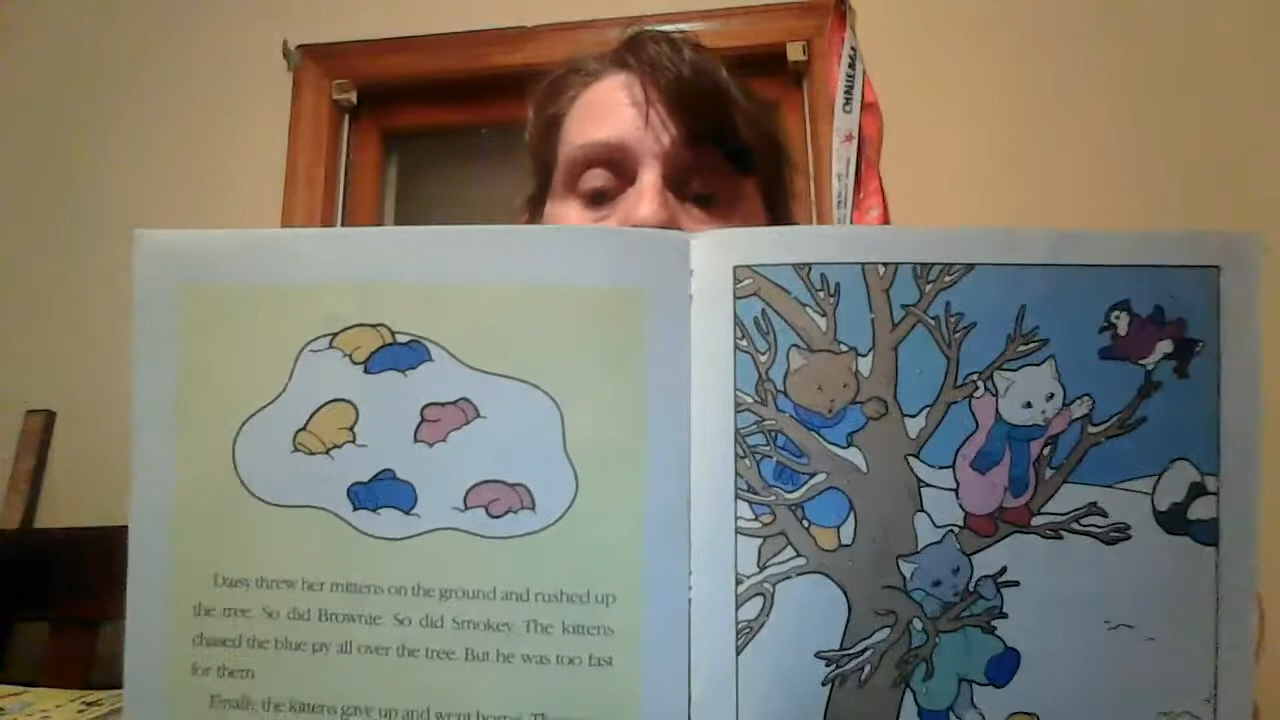 CHALLENGE
Daisy threw her mittens on the ground and rushed up
the tree. So did Brownie. So did Smokey. The kittens
chased the blue jay all over the tree. But he was too fast
for them.
Finally, the kittens gave up and went home.